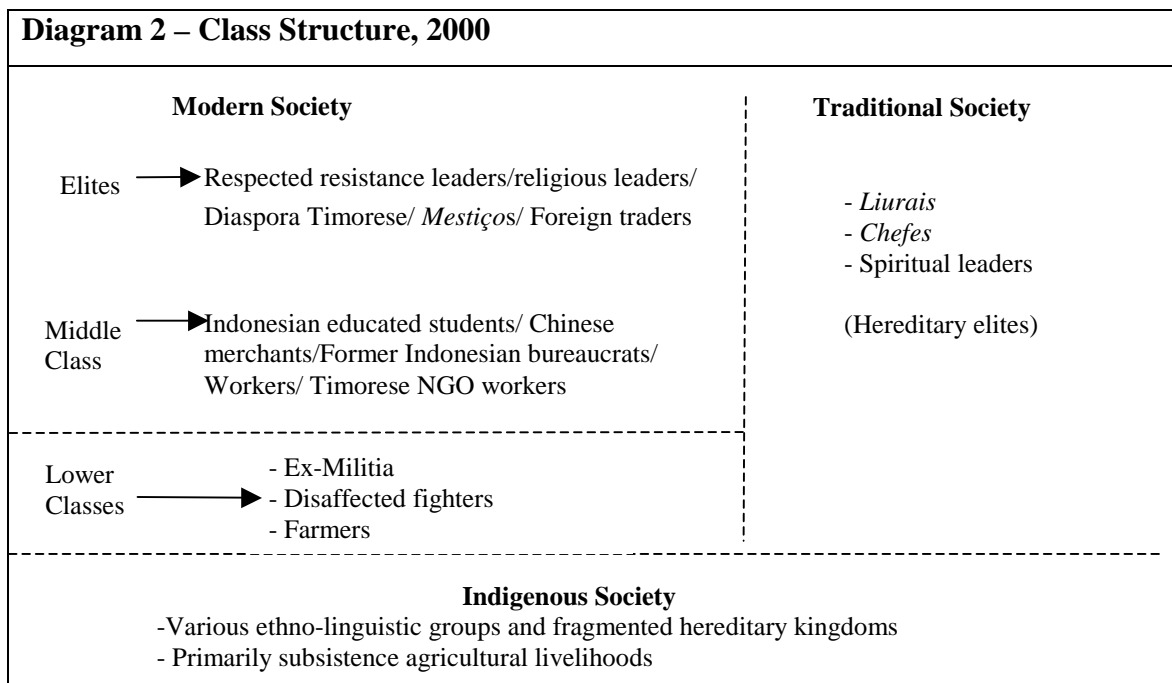 Diagram 2 – Class Structure, 2000
Modern Society
Elites
Respected resistance leaders/religious leaders/
Diaspora Timorese/ Mestiços/ Foreign traders
Middle
Class
Indonesian educated students/ Chinese
merchants/Former Indonesian bureaucrats/
Workers/ Timorese NGO workers
Lower
Classes
- Ex-Militia
- Disaffected fighters
- Farmers
Traditional Society
- Liurais
- Chefes
- Spiritual leaders
(Hereditary elites)
Indigenous Society
-Various ethno-linguistic groups and fragmented hereditary kingdoms
- Primarily subsistence agricultural livelihoods